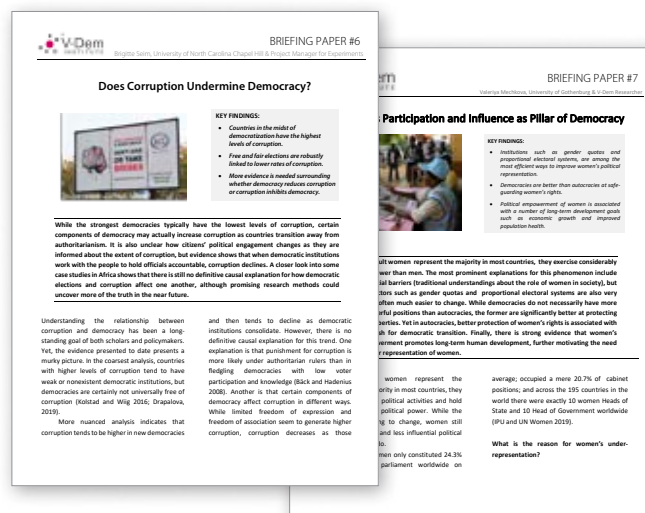 V-Dem
INSTITUTE
BRIEFING PAPER #6
Brigitte Seim, University of North Carolina Chapel Hill & Project Manager for Experiments
Does Corruption Undermine Democracy?
KEY FINDINGS:
• Countries in the midst of
democratization have the highest
levels of corruption.
• Free and fair elections are robustly
linked to lower rates of corruption.
• More evidence is needed surrounding
whether democracy reduces corruption
or corruption inhibits democracy.
While the strongest democracies typically have the lowest levels of corruption, certain
components of democracy may actually increase corruption as countries transition away from
authoritarianism. It is also unclear how citizens' political engagement changes as they are
informed about the extent of corruption, but evidence shows that when democratic institutions
work with the people to hold officials accountable, corruption declines. A closer look into some
case studies in Africa shows that there is still no definitive causal explanation for how democratic
elections and corruption affect one another, although promising research methods could
uncover more of the truth in the near future.
Understanding the relationship between
corruption and democracy has been a long-
standing goal of both scholars and policymakers.
Yet, the evidence presented to date presents a
murky picture. In the coarsest analysis, countries
with higher levels of corruption tend to have
weak or nonexistent democratic institutions, but
democracies are certainly not universally free of
corruption (Kolstad and Wiig 2016; Drapalova,
2019).
More nuanced analysis indicates that
corruption tends to be higher in new democracies
and then tends to decline as democratic
institutions consolidate. However, there is no
definitive causal explanation for this trend. One
explanation is that punishment for corruption is
more likely under authoritarian rulers than in
fledgling democracies with low voter
participation and knowledge (Bäck and Hadenius
2008). Another is that certain components of
democracy affect corruption in different ways.
While limited freedom of expression and
freedom of association seem to generate higher
corruption, corruption decreases as those
em
BRIEFING PAPER #7
Valeriya Mechkova, University of Gothenburg & V-Dem Researcher
s Participation and Influence as Pillar of Democracy
KEY FINDINGS:
• Institutions such as gender quotas and
proportional electoral systems, are among the
most efficient ways to improve women's political
representation.
• Democracies are better than autocracies at safe-
guarding women's rights.
• Political empowerment of women is associated
with a number of long-term development goals
such as economic growth and improved
population health.
ult women represent the majority in most countries, they exercise considerably
wer than men. The most prominent explanations for this phenomenon include
ial barriers (traditional understandings about the role of women in society), but
ctors such as gender quotas and proportional electoral systems are also very
often much easier to change. While democracies do not necessarily have more
rful positions than autocracies, the former are significantly better at protecting
perties. Yet in autocracies, better protection of women's rights is associated with
sh for democratic transition. Finally, there is strong evidence that women's
verment promotes long-term human development, further motivating the need
r representation of women.
women represent the
ority in most countries, they
political activities and hold
political power. While the
ng to change, women still
and less influential political
do.
men only constituted 24.3%
parliament worldwide on
average; occupied a mere 20.7% of cabinet
positions; and across the 195 countries in the
world there were exactly 10 women Heads of
State and 10 Head of Government worldwide
(IPU and UN Women 2019).
What is the reason for women's under-
representation?